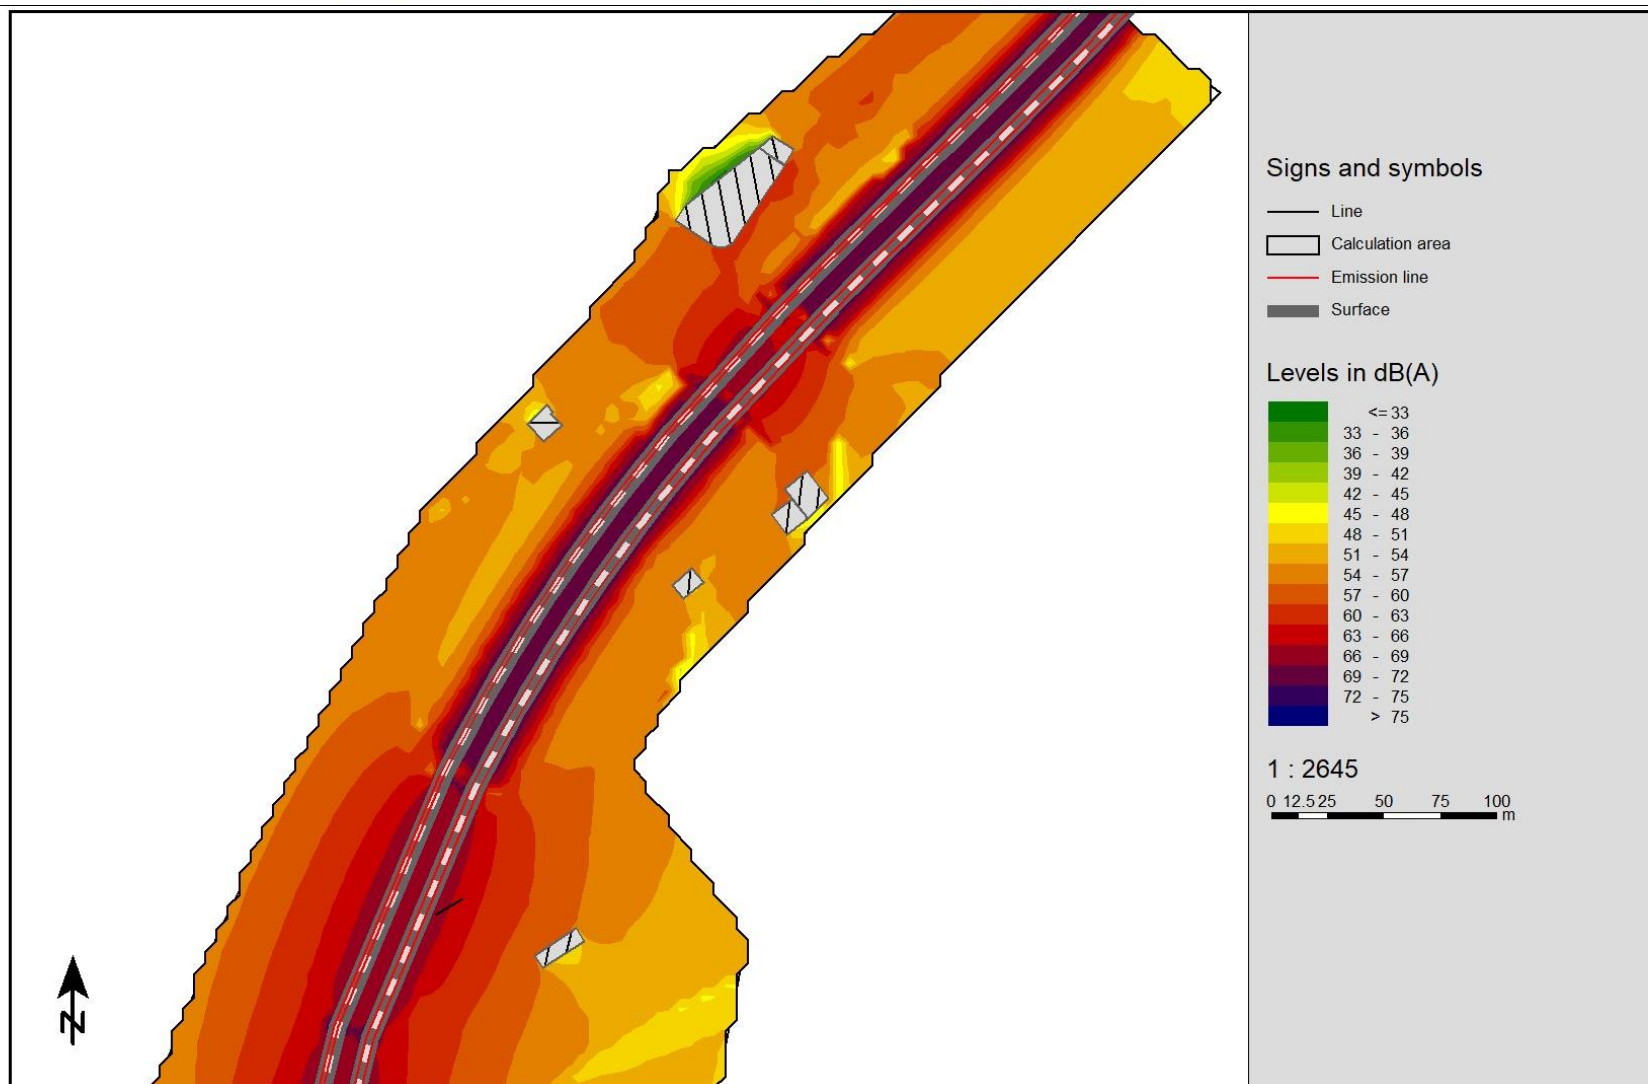 Signs and symbols
Line
Calculation area
Emission line
Surface
Levels in dB(A)
<= 33
33 - 36
36 - 39
39 - 42
42 - 45
45 - 48
48 - 51
51 - 54
54 - 57
57 - 60
60 - 63
63 - 66
66 - 69
69 - 72
72 - 75
> 75
1 : 2645
0 12.5 25 50 75 100
m
N